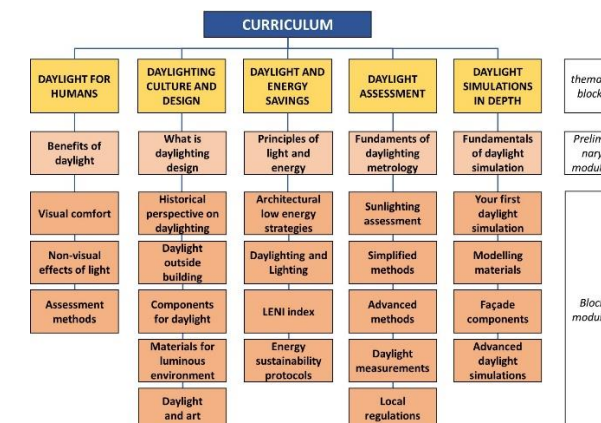 CURRICULUM
DAYLIGHT FOR
HUMANS
DAYLIGHTING
CULTURE AND
DESIGN
DAYLIGHT AND
ENERGY
SAVINGS
DAYLIGHT
ASSESSMENT
DAYLIGHT
SIMULATIONS
IN DEPTH
Benefits of
daylight
What is
daylighting
design
Principles of
light and
energy
Fundaments of
daylighting
metrology
Fundamentals
of daylight
simulation
nary
Visual comfort
Historical
perspective on
daylighting
Architectural
low energy
strategies
Sunlighting
assessment
Your first
daylight
simulation
Non-visual
effects of light
Daylight
outside
building
Daylighting and
Lighting
Simplified
methods
Modelling
materials
Assessment
methods
Components
for daylight
LENI index
Advanced
methods
Façade
components
Materials for
luminous
environment
Energy
sustainability
protocols
Daylight
measurements
Advanced
daylight
simulations
Daylight
and art
Local
regulations